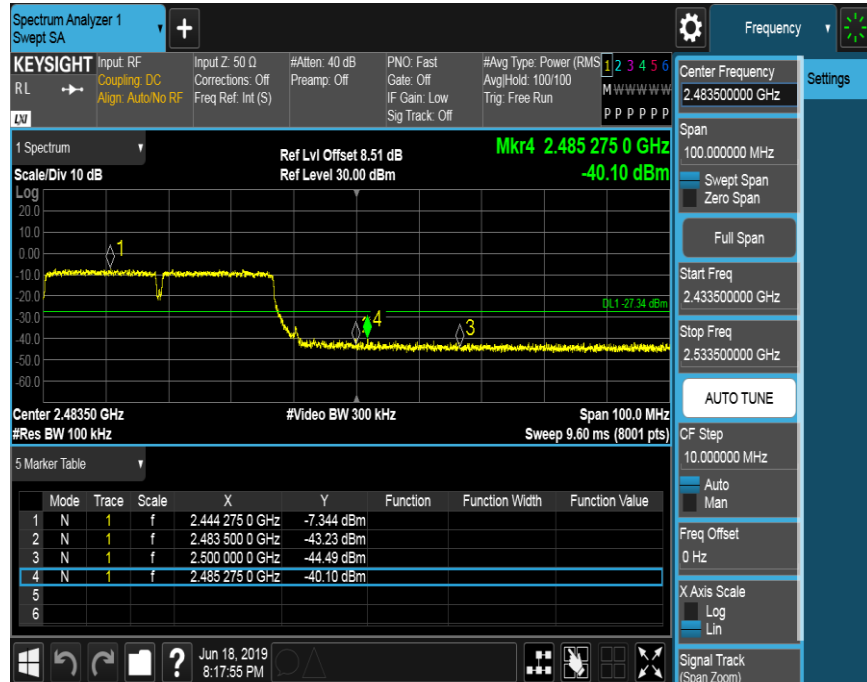 Spectrum Analyzer 1
Swept SA
+
Frequency
KEYSIGHT
RL
LXI
Input: RF
Coupling: DC
Align: Auto/No RF
Input Z: 50 Ω
Corrections: Off
Freq Ref: Int (S)
#Atten: 40 dB
Preamp: Off
PNO: Fast
Gate: Off
IF Gain: Low
Sig Track: Off
#Avg Type: Power (RMS
Avg|Hold: 100/100
Trig: Free Run
1 2 3 4 5 6
M W W W W W
P P P P P P
1 Spectrum
Scale/Div 10 dB
Ref Lvl Offset 8.51 dB
Ref Level 30.00 dBm
Mkr4 2.485 275 0 GHz
-40.10 dBm
Log
20.0
10.0
0.00
-10.0
-20.0
-30.0
-40.0
-50.0
-60.0
1
4
3
DL1 -27.34 dBm
Center 2.48350 GHz
#Res BW 100 kHz
#Video BW 300 kHz
Span 100.0 MHz
Sweep 9.60 ms (8001 pts)
5 Marker Table
Mode Trace Scale X Y Function Function Width Function Value
1 N 1 f 2.444 275 0 GHz -7.344 dBm
2 N 1 f 2.483 500 0 GHz -43.23 dBm
3 N 1 f 2.500 000 0 GHz -44.49 dBm
4 N 1 f 2.485 275 0 GHz -40.10 dBm
5
6
?
Jun 18, 2019
8:17:55 PM
Center Frequency
2.483500000 GHz
Settings
Span
100.000000 MHz
Swept Span
Zero Span
Full Span
Start Freq
2.433500000 GHz
Stop Freq
2.533500000 GHz
AUTO TUNE
CF Step
10.000000 MHz
Auto
Man
Freq Offset
0 Hz
X Axis Scale
Log
Lin
Signal Track
(Span Zoom)